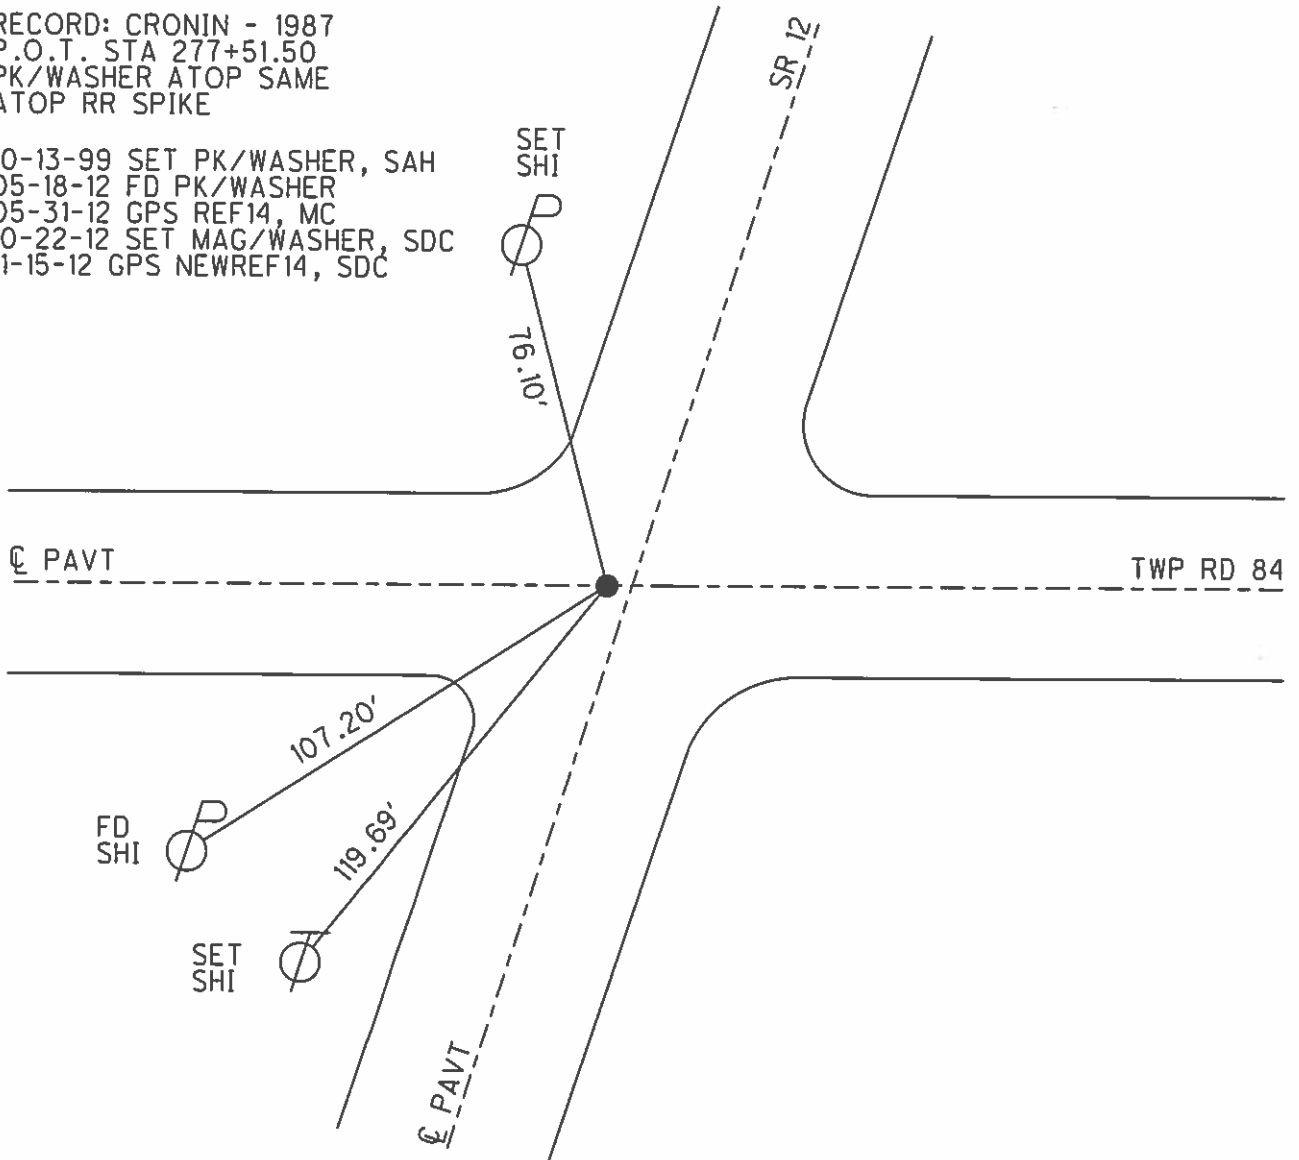 RECORD: CRONIN - 1987
P.O.T. STA 277+51.50
PK/WASHER ATOP SAME
ATOP RR SPIKE
0-13-99 SET PK/WASHER, SAH
05-18-12 FD PK/WASHER
05-31-12 GPS REF14, MC
0-22-12 SET MAG/WASHER, SDC
1-15-12 GPS NEWREF14, SDC
SR 12
SET
SHI
76.10'
℄ PAVT
TWP RD 84
107.20'
FD
SHI
119.69'
SET
SHI
℄ PAVT